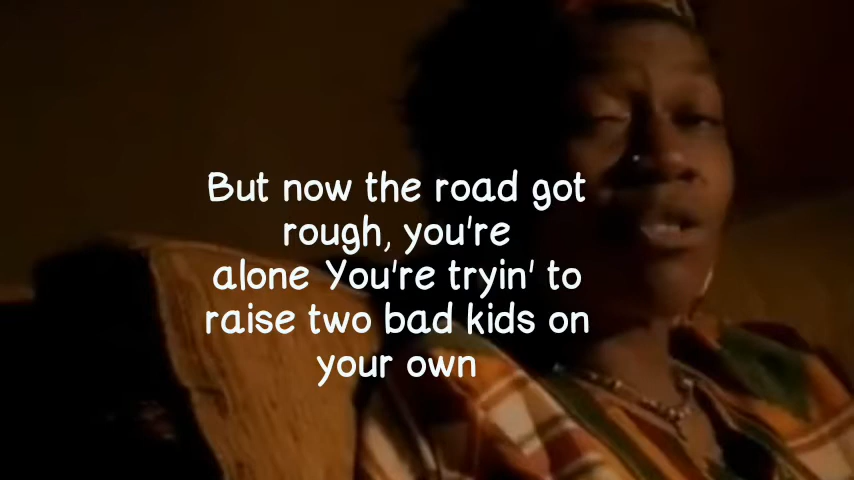 But now the road got
rough, you're
alone You're tryin' to
raise two bad kids on
your own